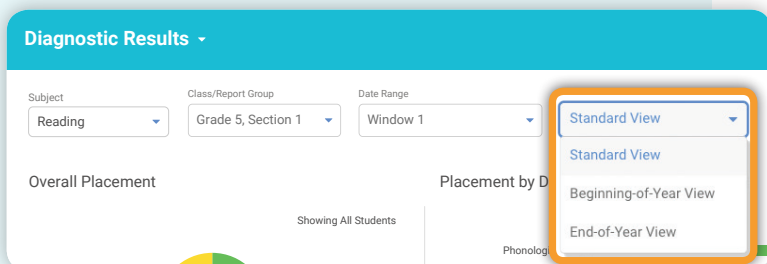 Diagnostic Results
Subject
Class/Report Group
Date Range
Reading
Grade 5, Section 1
Window 1
Standard View
Standard View
Beginning-of-Year View
End-of-Year View
Overall Placement
Placement by D
Showing All Students
Phonologi